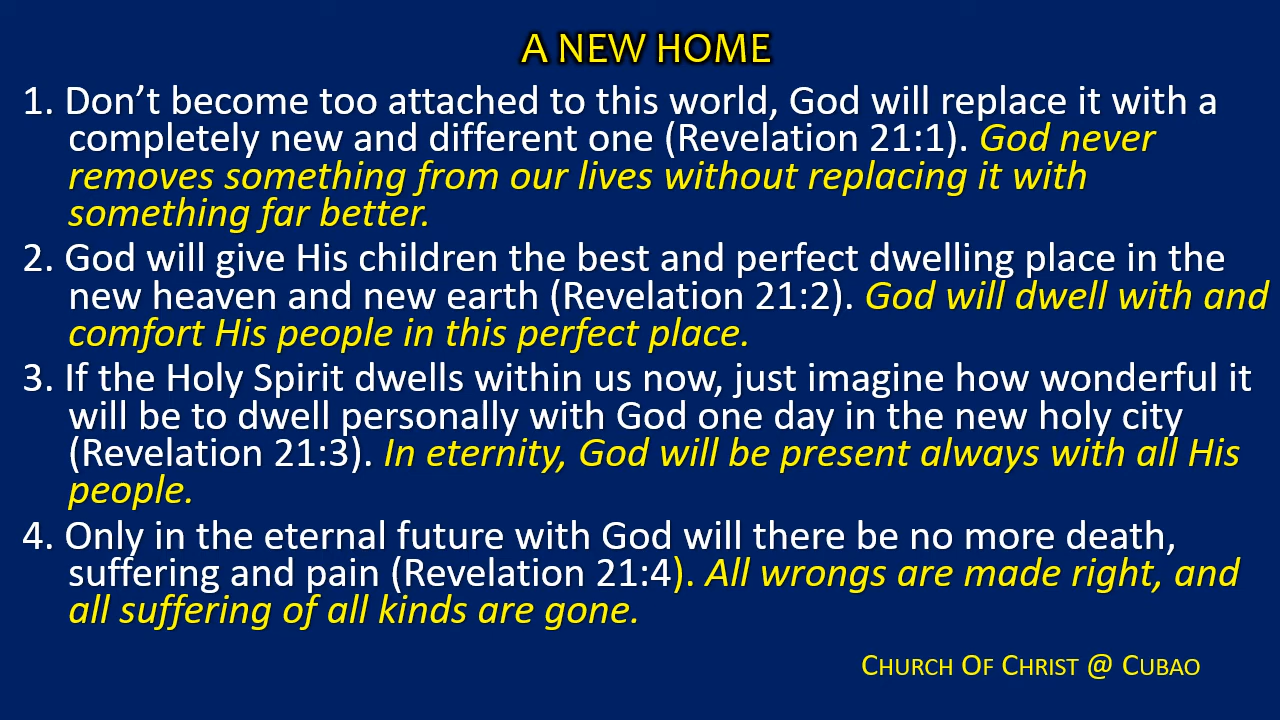 A NEW HOME
1. Don’t become too attached to this world, God will replace it with a
completely new and different one (Revelation 21:1). God never
removes something from our lives without replacing it with
something far better.
2. God will give His children the best and perfect dwelling place in the
new heaven and new earth (Revelation 21:2). God will dwell with and
comfort His people in this perfect place.
3. If the Holy Spirit dwells within us now, just imagine how wonderful it
will be to dwell personally with God one day in the new holy city
(Revelation 21:3). In eternity, God will be present always with all His
people.
4. Only in the eternal future with God will there be no more death,
suffering and pain (Revelation 21:4). All wrongs are made right, and
all suffering of all kinds are gone.
CHURCH OF CHRIST @ CUBAO